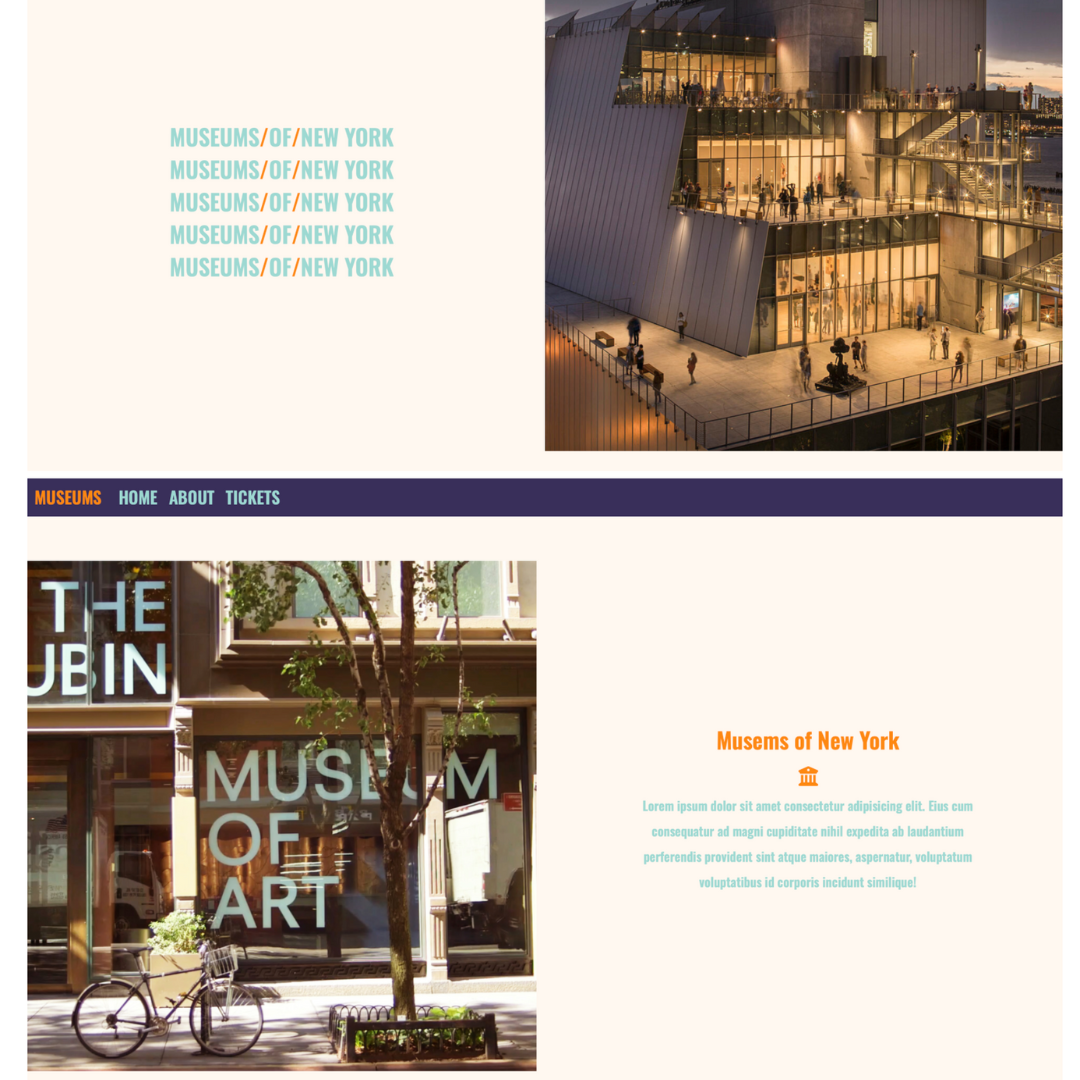 MUSEUMS/OF/NEW YORK
MUSEUMS/OF/NEW YORK
MUSEUMS/OF/NEW YORK
MUSEUMS/OF/NEW YORK
MUSEUMS/OF/NEW YORK
MUSEUMS HOME ABOUT TICKETS
THE
UBIN
MUSEUM
OF
ART
Musems of New York
Lorem ipsum dolor sit amet consectetur adipisicing elit. Eius cum
consequatur ad magni cupiditate nihil expedita ab laudantium
perferendis provident sint atque maiores, aspernatur, voluptatum
voluptatibus id corporis incidunt similique!